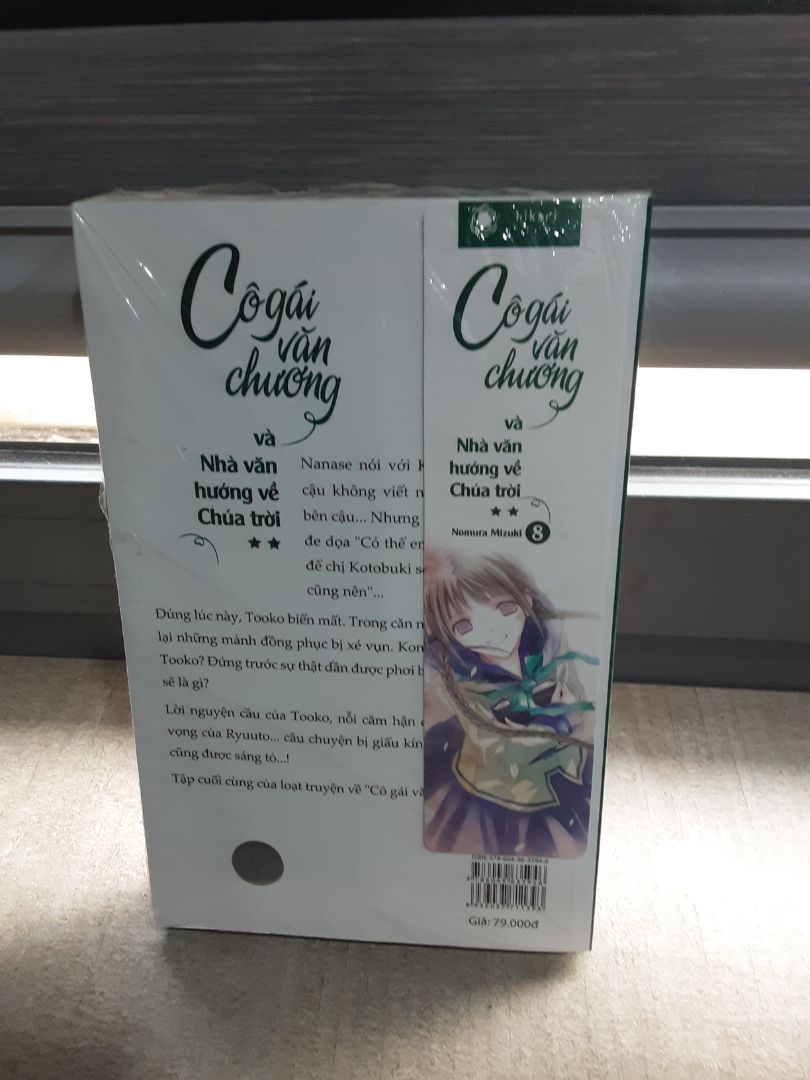 Cô gái
văn
chương
và
Nhà văn
hướng về
Chúa trời
★★
Nanase nói với
cậu không viết
bên cậu... Nhưng
đe dọa "Có thể
để chị Kotobuki
cũng nên"...
Đúng lúc này, Tooko biến mất. Trong căn
lại những mảnh đồng phục bị xé vụn.
Tooko? Đứng trước sự thật dần được phơi
sẽ là gì?
Lời nguyện cầu của Tooko, nỗi căm hận
vọng của Ryuuto... câu chuyện bị giấu kín
cũng được sáng tỏ...!
Tập cuối cùng của loạt truyện về "Cô gái
hikari
Cô gái
văn
chương
và
Nhà văn
hướng về
Chúa trời
★★
Nomura Mizuki 8
Giá: 79.000đ